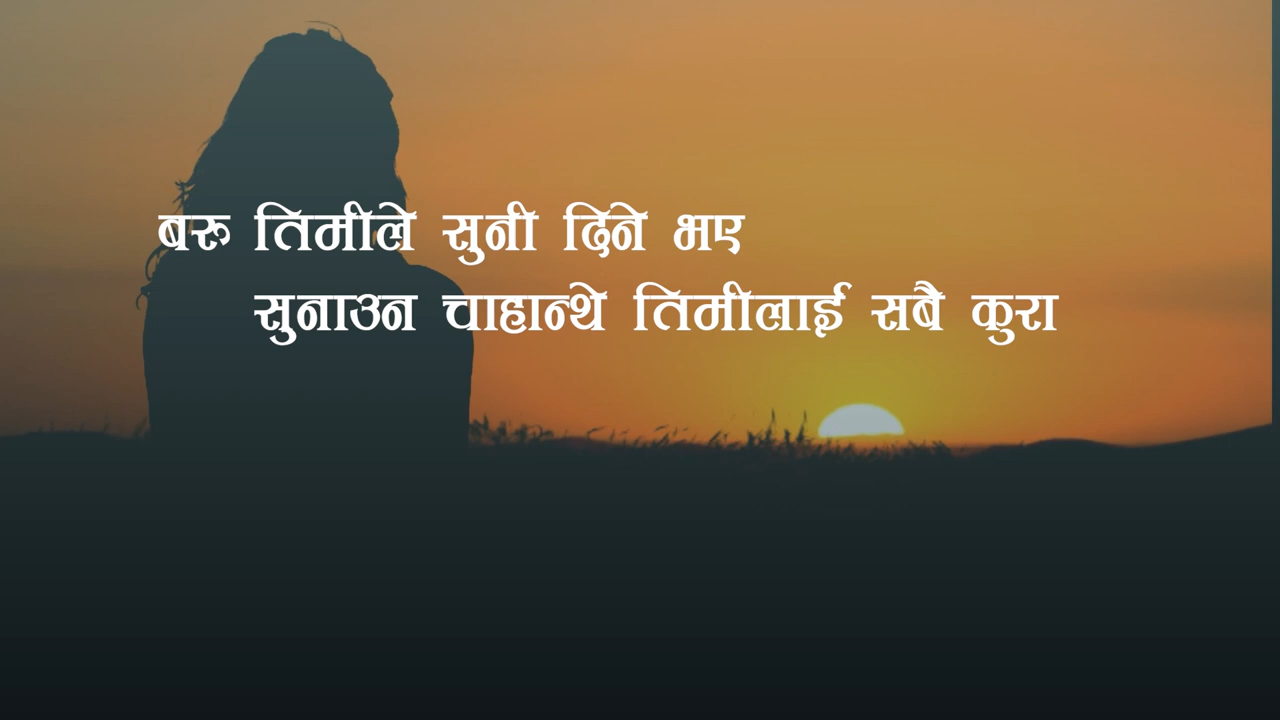 बरु तिमीले सुनी दिने भए
सुनाउन चाहान्थे तिमीलाई सबै कुरा